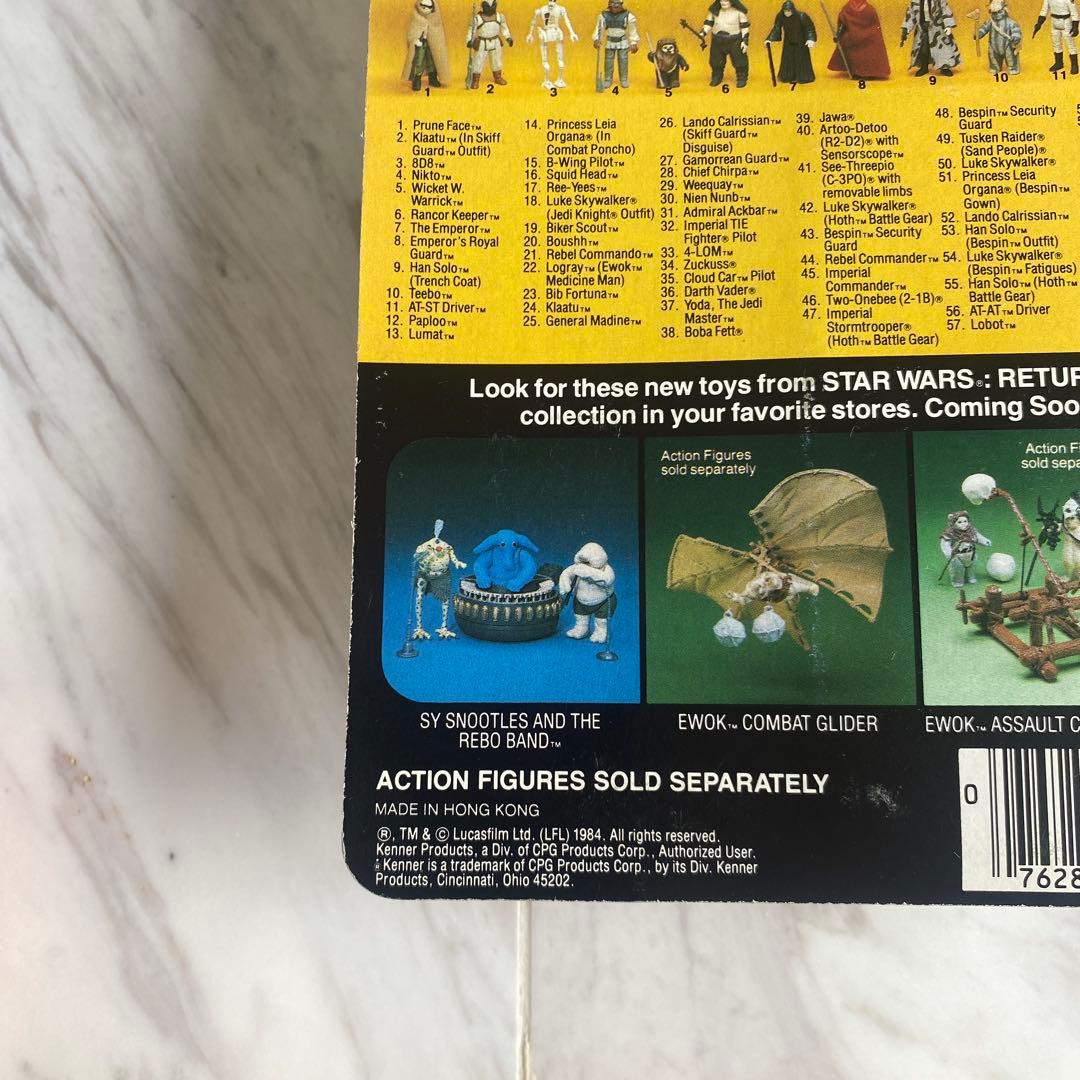 1 2 3 4 5 6 7 8 9 10 11
1. Prune Face™
2. Klaatu™ (In Skiff
Guard™ Outfit)
3. 8D8™
4. Nikto™
5. Wicket W.
Warrick™
6. Rancor Keeper™
7. The Emperor™
8. Emperor's Royal
Guard™
9. Han Solo™
(Trench Coat)
10. Teebo™
11. AT-ST Driver™
12. Paploo™
13. Lumat™
14. Princess Leia
Organa® (In
Combat Poncho)
15. B-Wing Pilot™
16. Squid Head™
17. Ree-Yees™
18. Luke Skywalker®
(Jedi Knight® Outfit)
19. Biker Scout™
20. Boushh™
21. Rebel Commando™
22. Logray™ (Ewok™
Medicine Man)
23. Bib Fortuna™
24. Klaatu™
25. General Madine™
26. Lando Calrissian™
(Skiff Guard™
Disguise)
27. Gamorrean Guard™
28. Chief Chirpa™
29. Weequay™
30. Nien Nunb™
31. Admiral Ackbar™
32. Imperial TIE
Fighter® Pilot
33. 4-LOM™
34. Zuckuss®
35. Cloud Car™ Pilot
36. Darth Vader®
37. Yoda, The Jedi
Master™
38. Boba Fett®
39. Jawa®
40. Artoo-Detoo
(R2-D2)® with
Sensorscope™
41. See-Threepio
(C-3PO)® with
removable limbs
42. Luke Skywalker®
(Hoth™ Battle Gear)
43. Bespin™ Security
Guard
44. Rebel Commander™
45. Imperial
Commander™
46. Two-Onebee (2-1B)®
47. Imperial
Stormtrooper®
(Hoth™ Battle Gear)
48. Bespin™ Security
Guard
49. Tusken Raider®
(Sand People)®
50. Luke Skywalker®
51. Princess Leia
Organa® (Bespin™
Gown)
52. Lando Calrissian™
53. Han Solo™
(Bespin™ Outfit)
54. Luke Skywalker®
(Bespin™ Fatigues)
55. Han Solo™ (Hoth™
Battle Gear)
56. AT-AT™ Driver
57. Lobot™
Look for these new toys from STAR WARS®: RETUR
collection in your favorite stores. Coming Soo
Action Figures
sold separately
Action Fi
sold sepa
SY SNOOTLES AND THE
REBO BAND™
EWOK™ COMBAT GLIDER
EWOK™ ASSAULT C
ACTION FIGURES SOLD SEPARATELY
MADE IN HONG KONG
®, TM & © Lucasfilm Ltd. (LFL) 1984. All rights reserved.
Kenner Products, a Div. of CPG Products Corp., Authorized User.
® Kenner is a trademark of CPG Products Corp., by its Div. Kenner
Products, Cincinnati, Ohio 45202.
0
7628